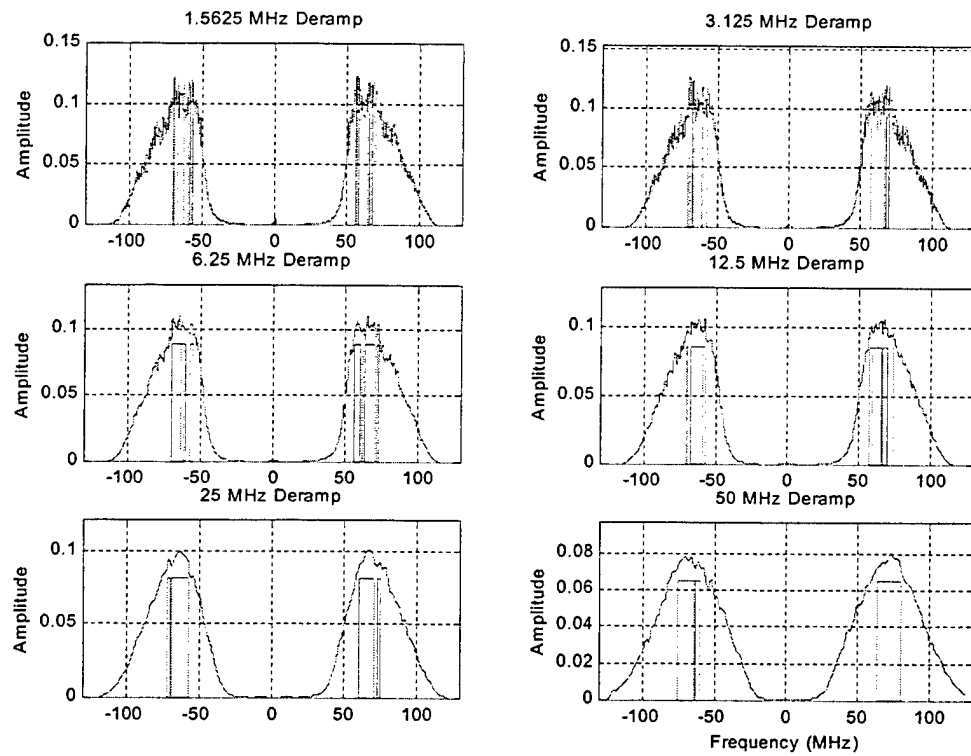 1.5625 MHz Deramp
0.15
0.1
0.05
0
Amplitude
-100 -50 0 50 100
3.125 MHz Deramp
0.15
0.1
0.05
0
Amplitude
-100 -50 0 50 100
6.25 MHz Deramp
0.1
0.05
0
Amplitude
-100 -50 0 50 100
12.5 MHz Deramp
0.1
0.05
0
Amplitude
-100 -50 0 50 100
25 MHz Deramp
0.1
0.05
0
Amplitude
-100 -50 0 50 100
50 MHz Deramp
0.08
0.06
0.04
0.02
0
Amplitude
-100 -50 0 50 100
Frequency (MHz)